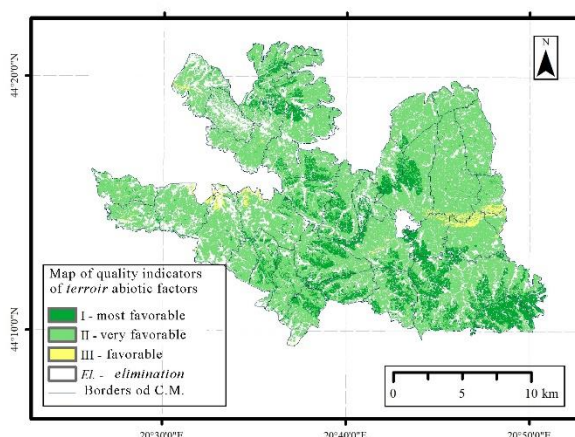 N
44°20'0"N
44°10'0"N
Map of quality indicators
of terroir abiotic factors
I - most favorable
II - very favorable
III - favorable
El. - elimination
Borders od C.M.
0 5 10 km
20°30'0"E 20°40'0"E 20°50'0"E